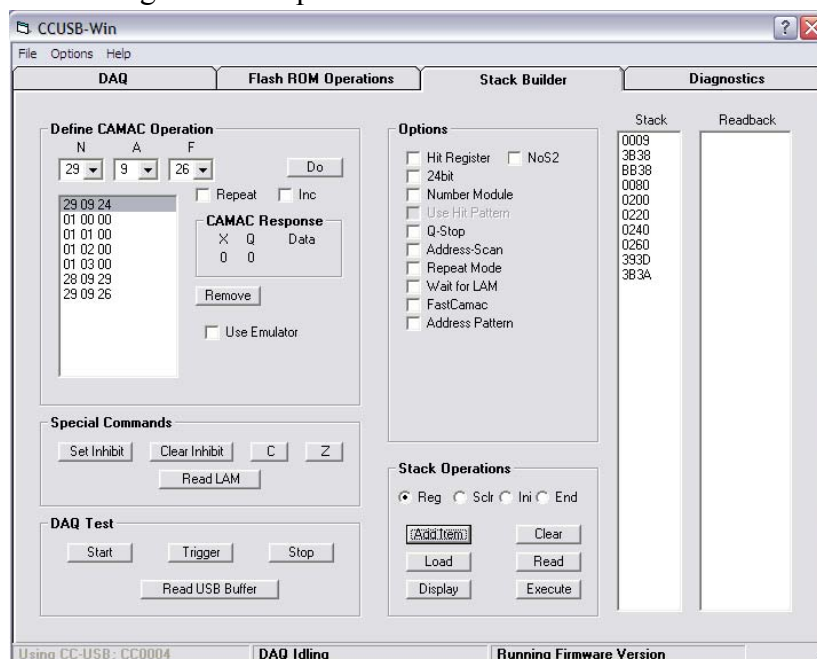 CCUSB-Win
File Options Help
DAQ Flash ROM Operations Stack Builder Diagnostics
Define CAMAC Operation
N A F
29 9 26 Do
Repeat Inc
29 09 24
01 00 00
01 01 00
01 02 00
01 03 00
28 09 29
29 09 26
CAMAC Response
X Q Data
0 0
Remove
Use Emulator
Special Commands
Set Inhibit Clear Inhibit C Z
Read LAM
DAQ Test
Start Trigger Stop
Read USB Buffer
Options
Hit Register NoS2
24bit
Number Module
Use Hit Pattern
Q-Stop
Address-Scan
Repeat Mode
Wait for LAM
FastCamac
Address Pattern
Stack Operations
Reg Sclr Ini End
Add Item Clear
Load Read
Display Execute
Stack Readback
0009
3B38
BB38
0080
0200
0220
0240
0260
393D
3B3A
Using CC-USB: CC0004 DAQ Idling Running Firmware Version